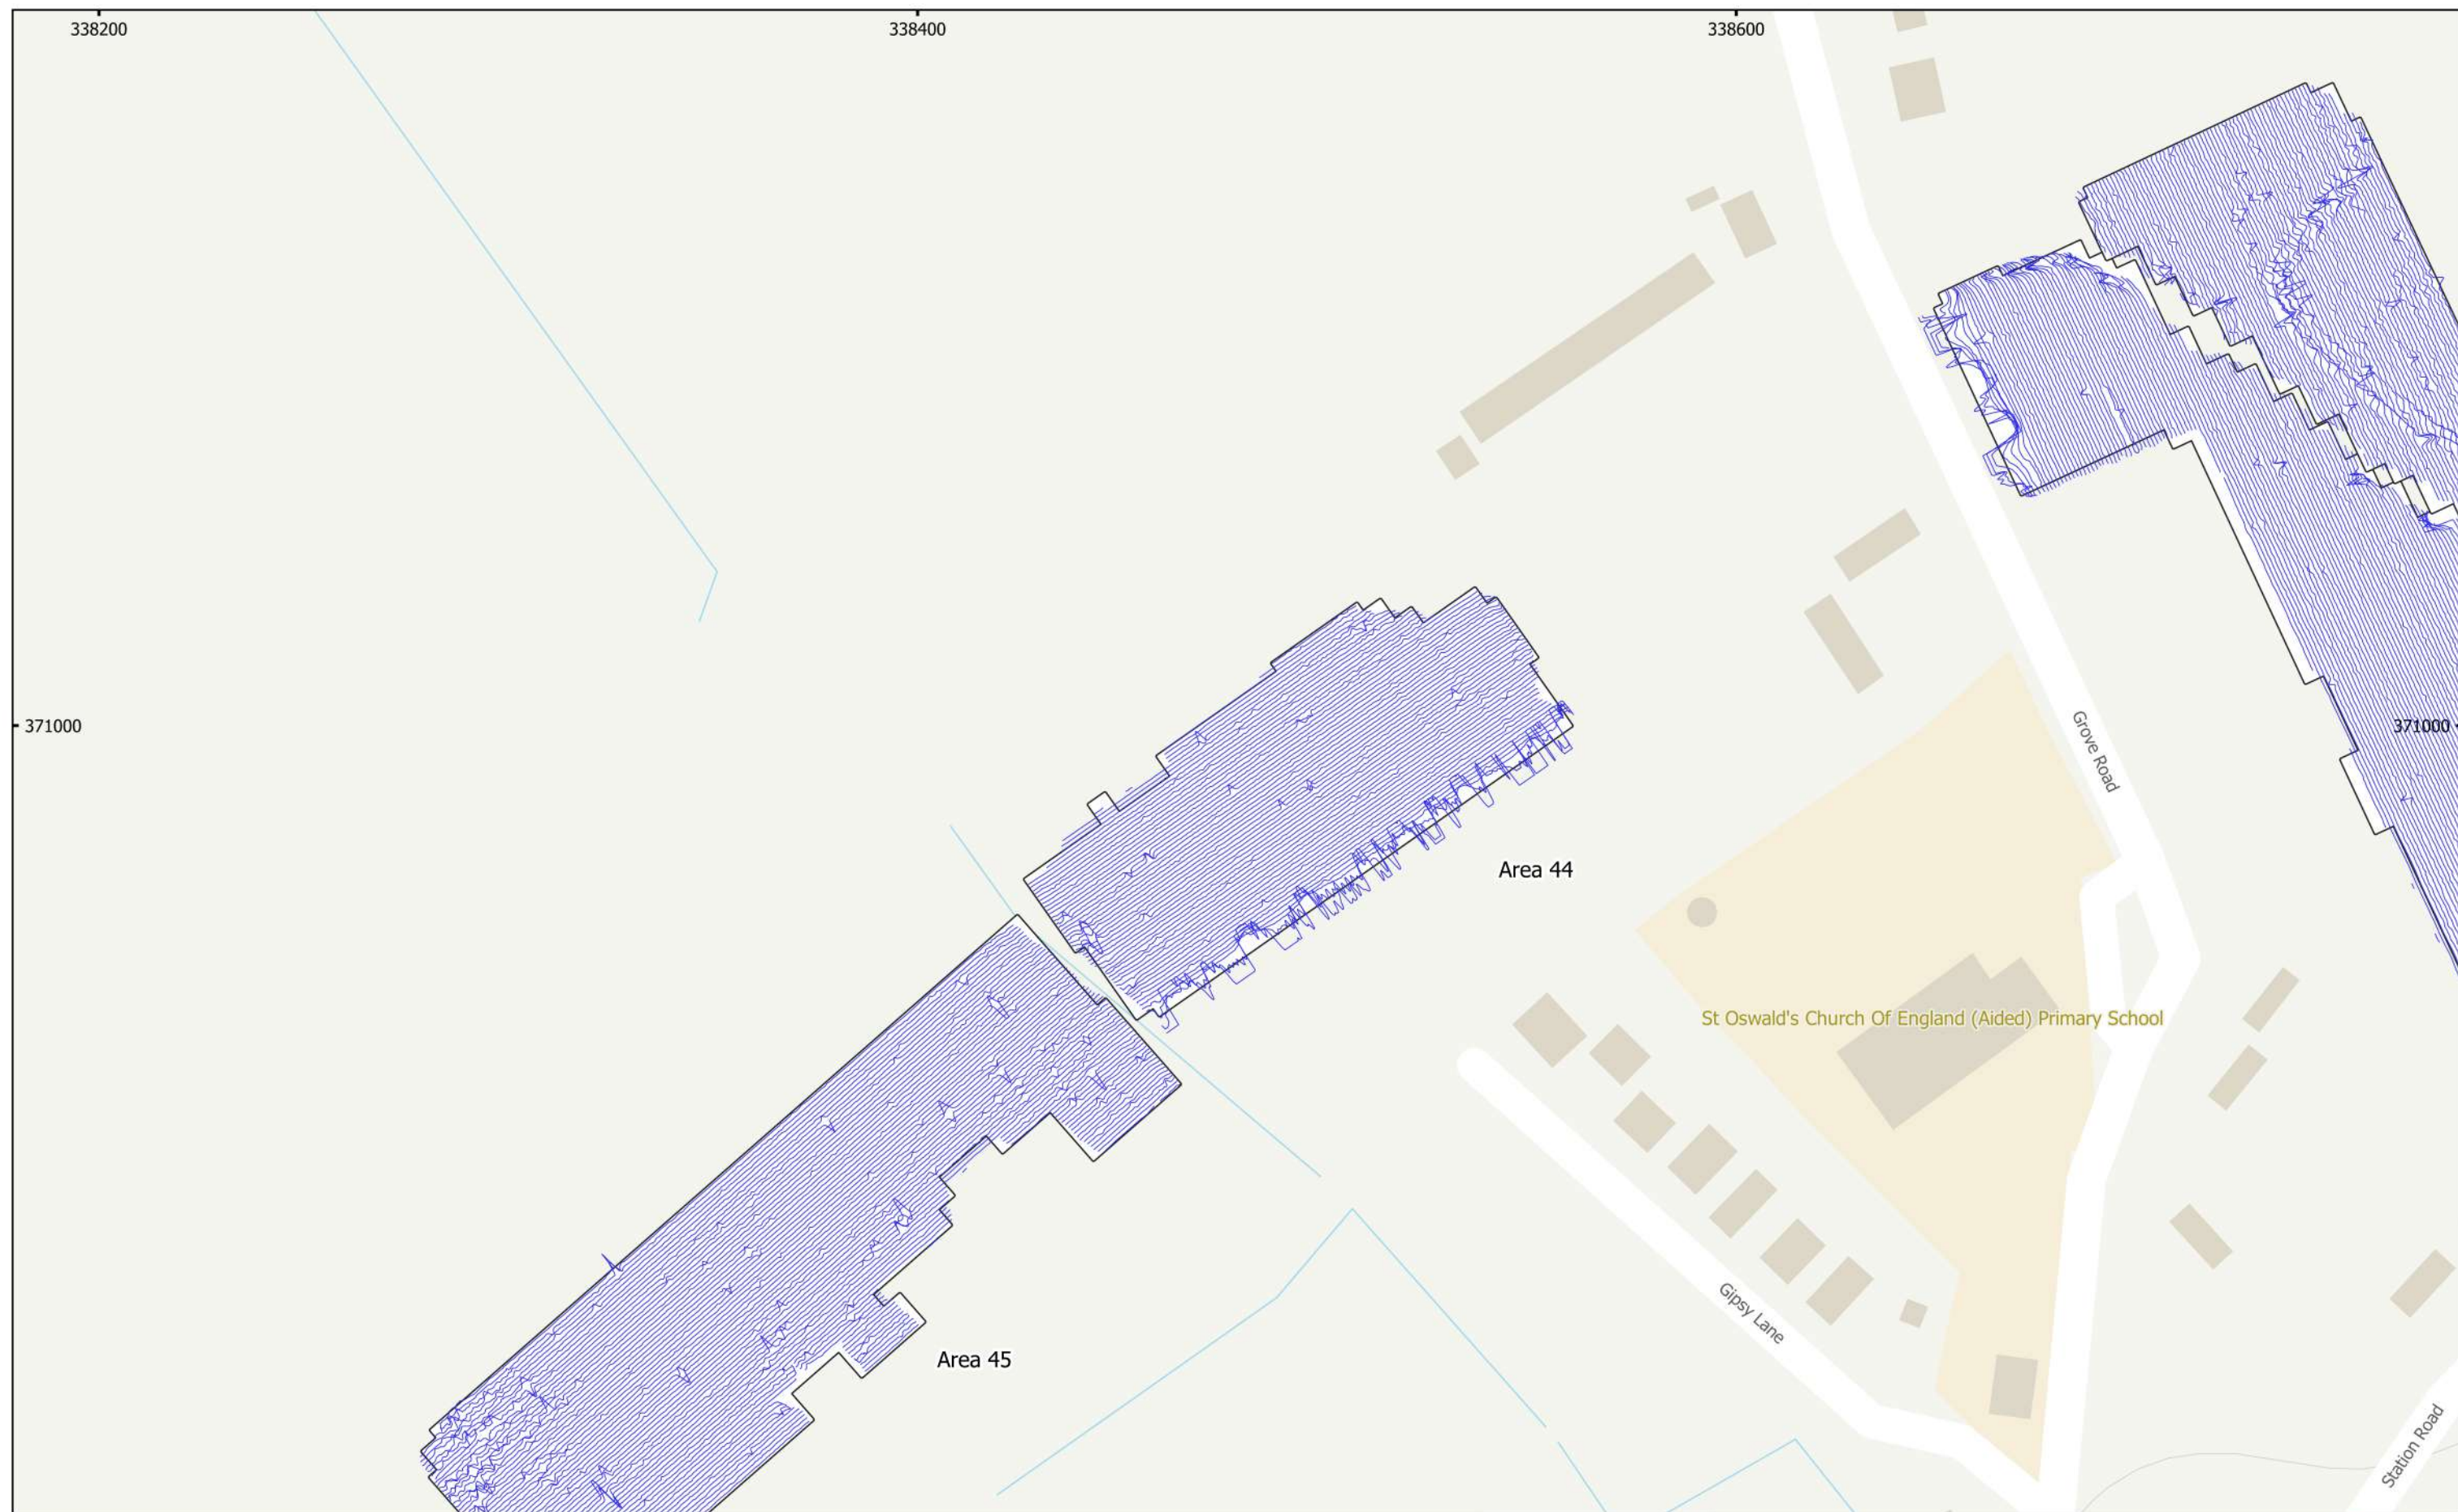 338200
338400
338600
371000
371000
Grove Road
Area 44
St Oswald's Church Of England (Aided) Primary School
Gipsy Lane
Area 45
Station Road